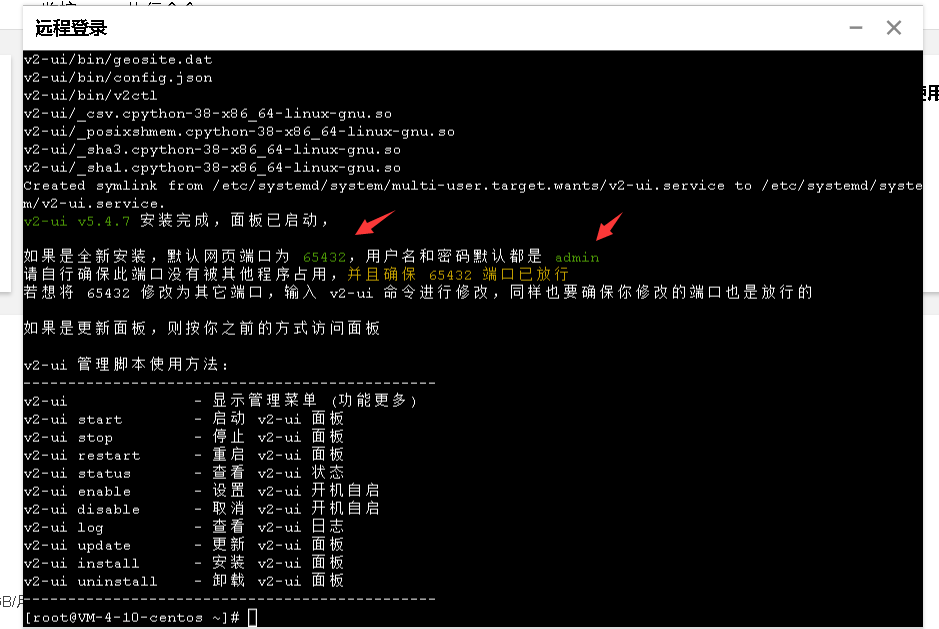 远程登录
v2-ui/bin/geosite.dat
v2-ui/bin/config.json
v2-ui/bin/v2ctl
v2-ui/_csv.cpython-38-x86_64-linux-gnu.so
v2-ui/_posixshmem.cpython-38-x86_64-linux-gnu.so
v2-ui/_sha3.cpython-38-x86_64-linux-gnu.so
v2-ui/_sha1.cpython-38-x86_64-linux-gnu.so
Created symlink from /etc/systemd/system/multi-user.target.wants/v2-ui.service to /etc/systemd/syste
m/v2-ui.service.
v2-ui v5.4.7 安装完成，面板已启动，
如果是全新安装，默认网页端口为 65432，用户名和密码默认都是 admin
请自行确保此端口没有被其他程序占用，并且确保 65432 端口已放行
若想将 65432 修改为其它端口，输入 v2-ui 命令进行修改，同样也要确保你修改的端口也是放行的
如果是更新面板，则按你之前的方式访问面板
v2-ui 管理脚本使用方法:
----------------------------------------------
v2-ui              - 显示管理菜单 (功能更多)
v2-ui start        - 启动 v2-ui 面板
v2-ui stop         - 停止 v2-ui 面板
v2-ui restart      - 重启 v2-ui 面板
v2-ui status       - 查看 v2-ui 状态
v2-ui enable       - 设置 v2-ui 开机自启
v2-ui disable      - 取消 v2-ui 开机自启
v2-ui log          - 查看 v2-ui 日志
v2-ui update       - 更新 v2-ui 面板
v2-ui install      - 安装 v2-ui 面板
v2-ui uninstall    - 卸载 v2-ui 面板
----------------------------------------------
[root@VM-4-10-centos ~]#